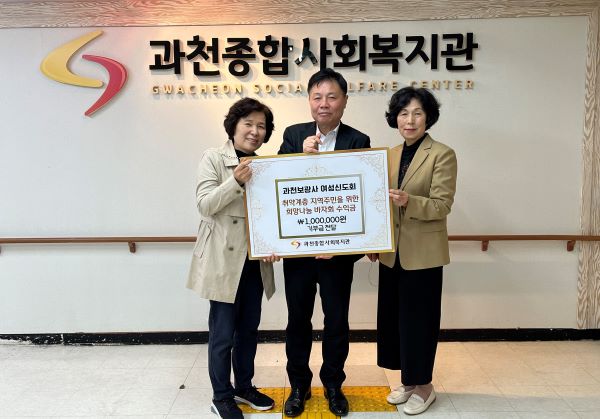 과천종합사회복지관
GWACHEON SOCIAL WELFARE CENTER
과천보광사 여성신도회
취약계층 지역주민을 위한
희망나눔 바자회 수익금
₩1,000,000원
기부금 전달
과천종합사회복지관